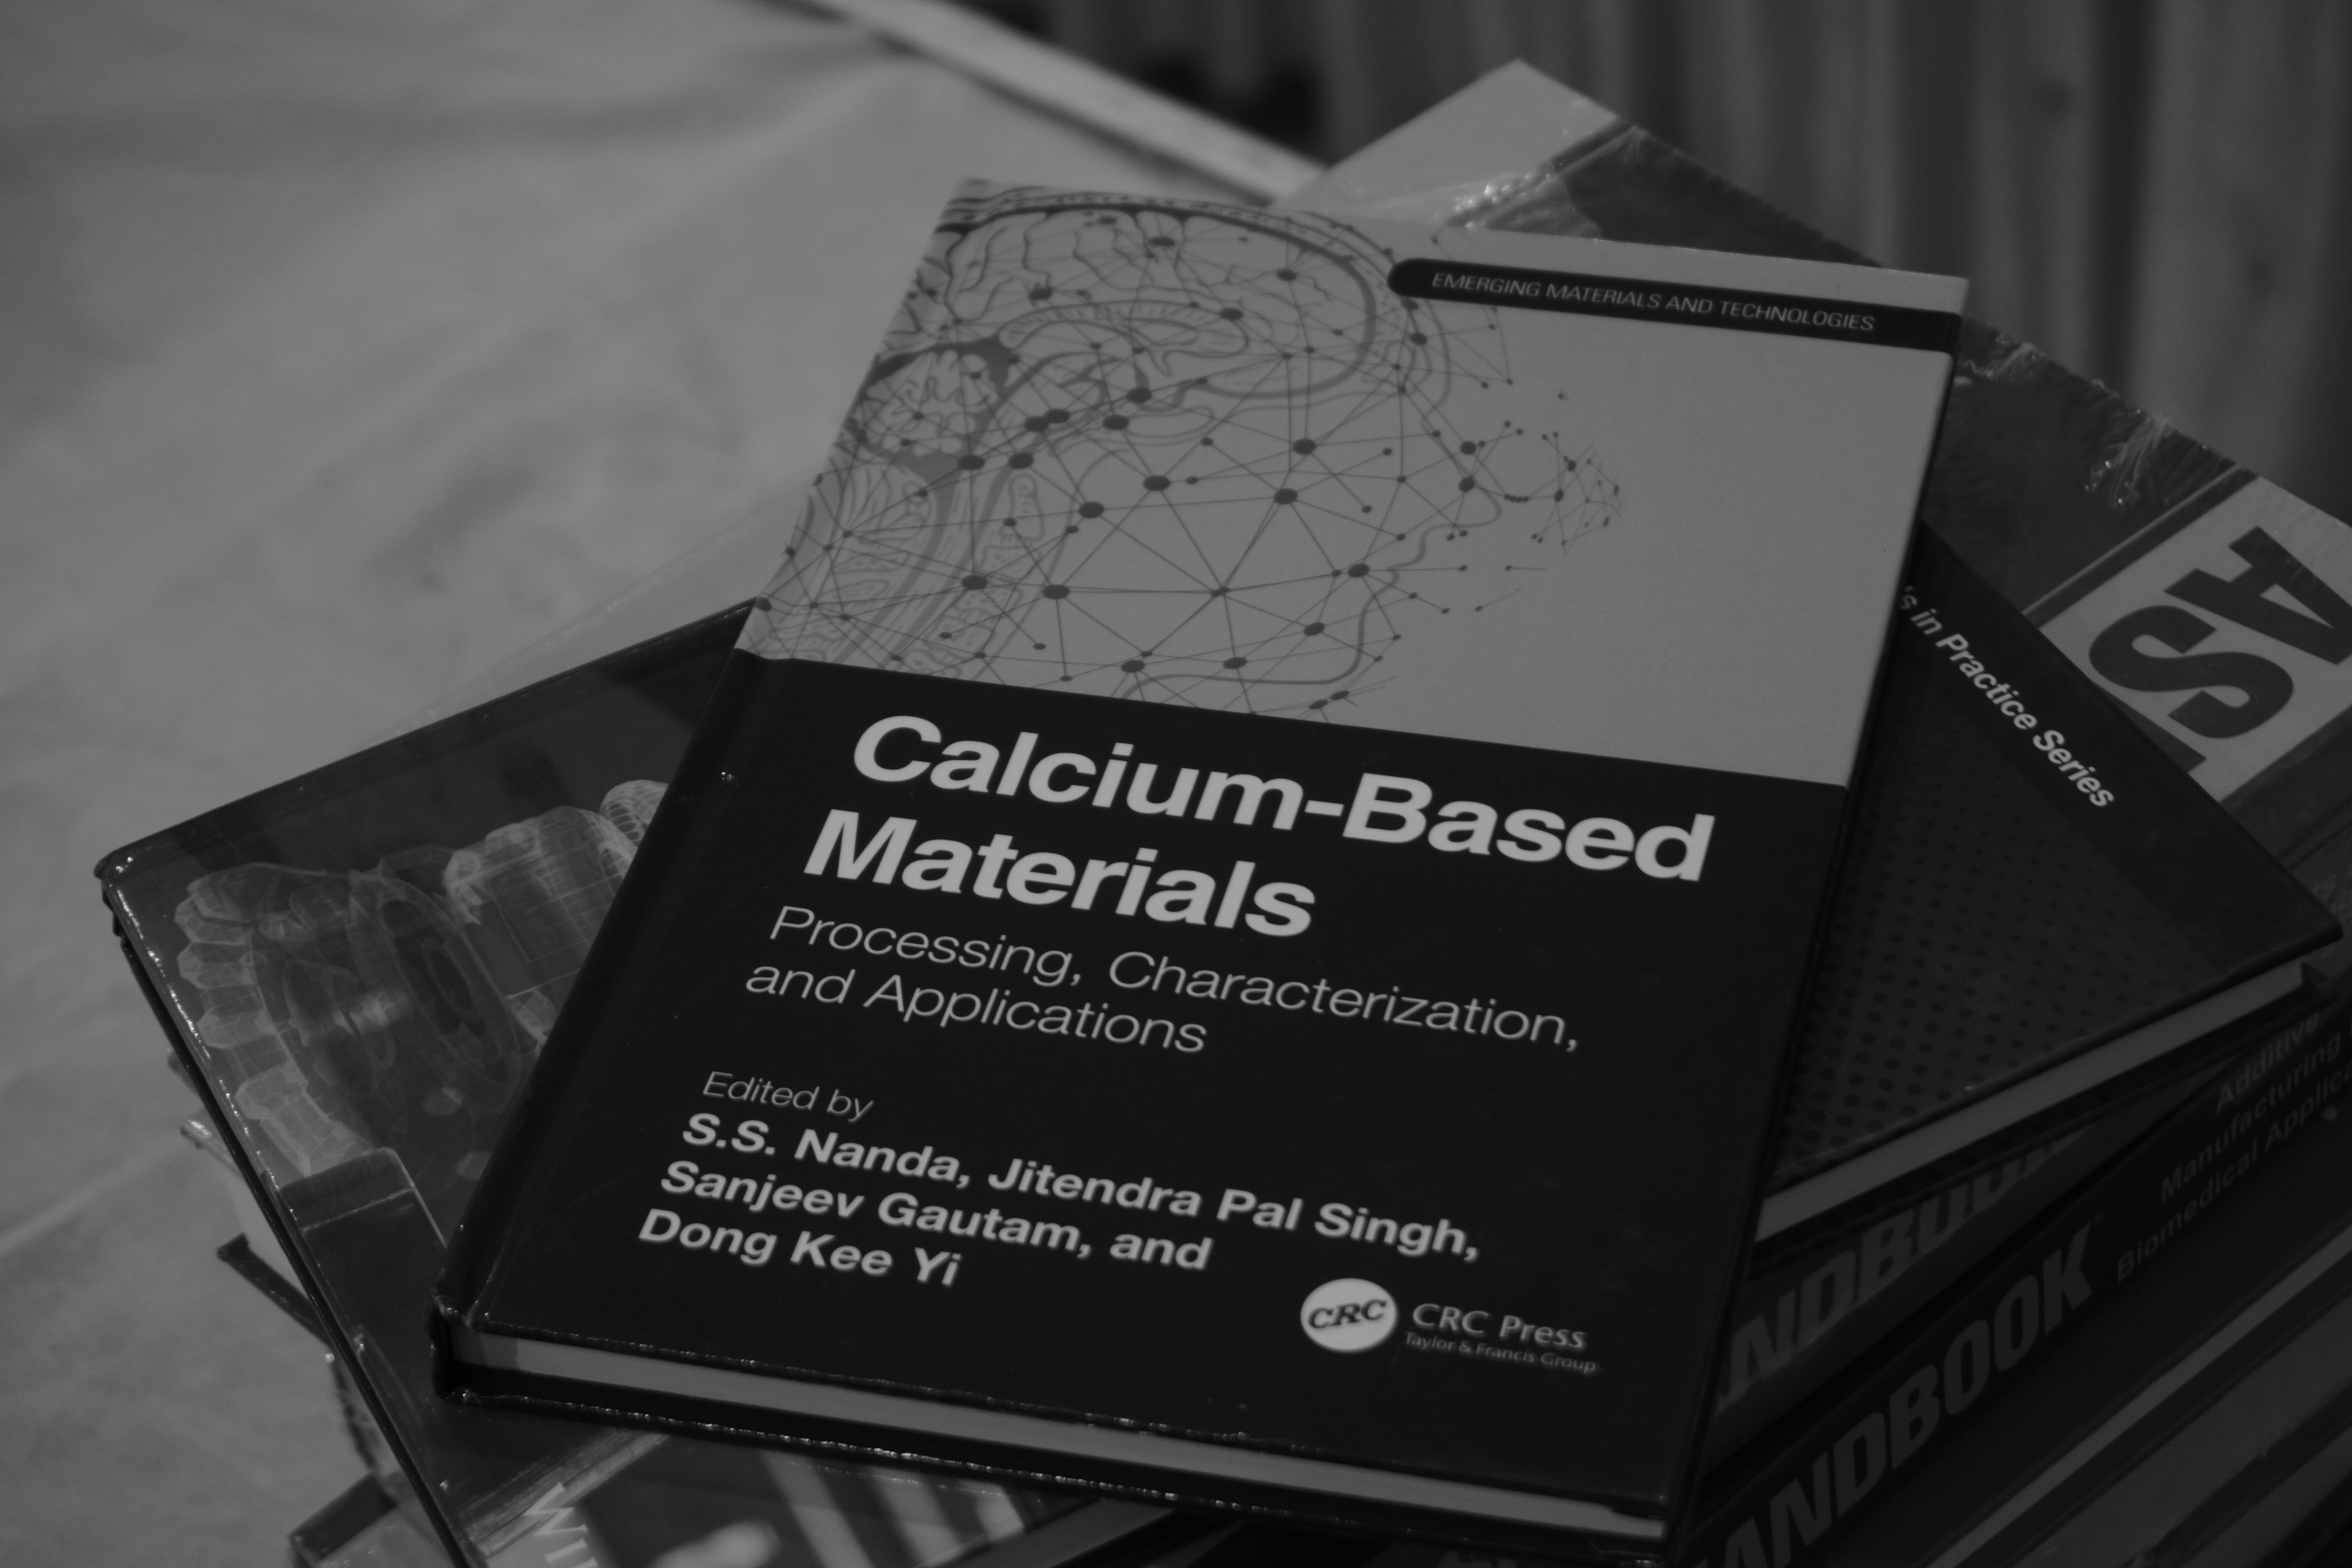 EMERGING MATERIALS AND TECHNOLOGIES
Calcium-Based
Materials
Processing, Characterization,
and Applications
Edited by
S.S. Nanda, Jitendra Pal Singh,
Sanjeev Gautam, and
Dong Kee Yi
CRC
CRC Press
Taylor & Francis Group
's in Practice Series
Additive
Manufacturing
Biomedical
ANDBOOK